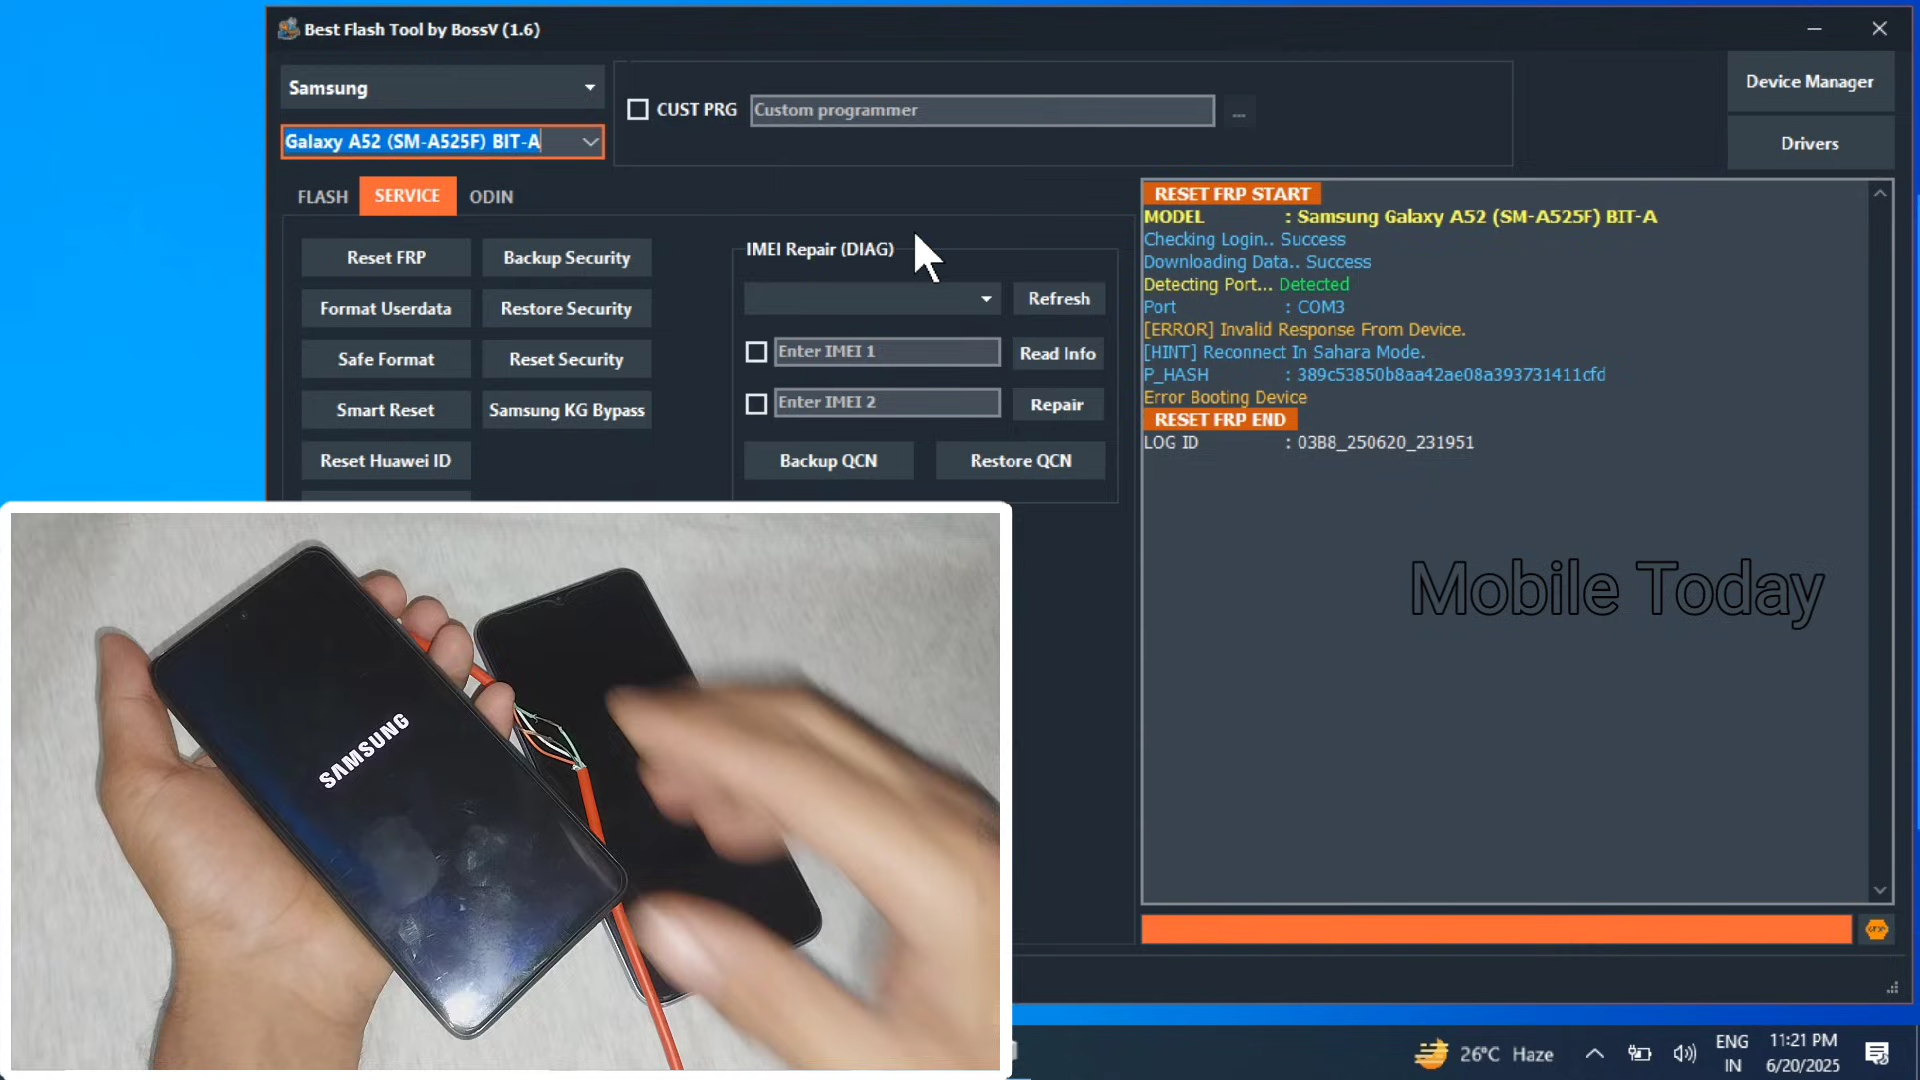 Best Flash Tool by BossV (1.6)
Samsung
Galaxy A52 (SM-A525F) BIT-A
CUST PRG
Custom programmer
...
Device Manager
Drivers
FLASH
SERVICE
ODIN
Reset FRP
Backup Security
Format Userdata
Restore Security
Safe Format
Reset Security
Smart Reset
Samsung KG Bypass
Reset Huawei ID
IMEI Repair (DIAG)
Refresh
Enter IMEI 1
Read Info
Enter IMEI 2
Repair
Backup QCN
Restore QCN
RESET FRP START
MODEL : Samsung Galaxy A52 (SM-A525F) BIT-A
Checking Login.. Success
Downloading Data.. Success
Detecting Port... Detected
Port : COM3
[ERROR] Invalid Response From Device.
[HINT] Reconnect In Sahara Mode.
P_HASH : 389c53850b8aa42ae08a393731411cfd
Error Booting Device
RESET FRP END
LOG ID : 03B8_250620_231951
Mobile Today
SAMSUNG
26°C Haze
ENG
IN
11:21 PM
6/20/2025